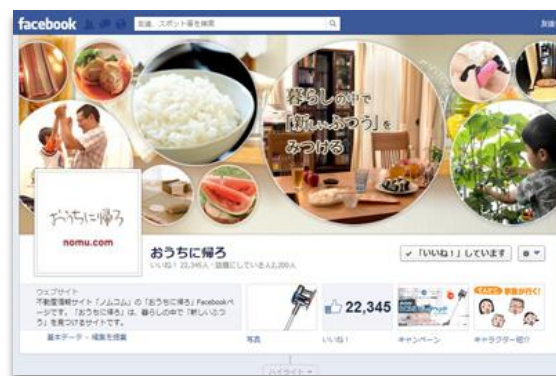 facebook
友達、スポット等を検索
暮らしの中で
「新しいふつう」を
みつける
おうちに帰ろ
nomu.com
おうちに帰ろ
いいね！ 22,345人・話題にしている人2,200人
✓ 「いいね！」しています
ウェブサイト
不動産情報サイト「ノムコム」の「おうちに帰ろ」Facebookペ
ージです。「おうちに帰ろ」は、暮らしの中で「新しいふつ
う」を見つけるサイトです。
基本データ - 編集を提案
22,345
家族が行く!
写真
いいね！
キャンペーン
キャラクター紹介
ハイライト